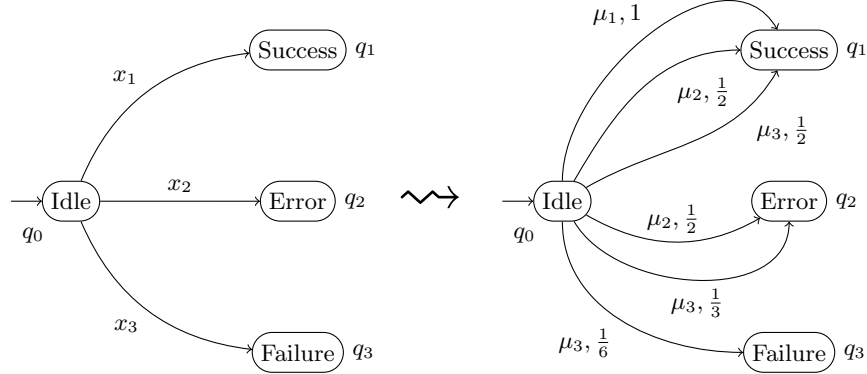 Success q₁
x₁
Idle
q₀
x₂
Error q₂
x₃
Failure q₃
μ₁, 1
Success q₁
μ₂, 1/2
μ₃, 1/2
Idle
q₀
μ₂, 1/2
Error q₂
μ₃, 1/3
μ₃, 1/6
Failure q₃